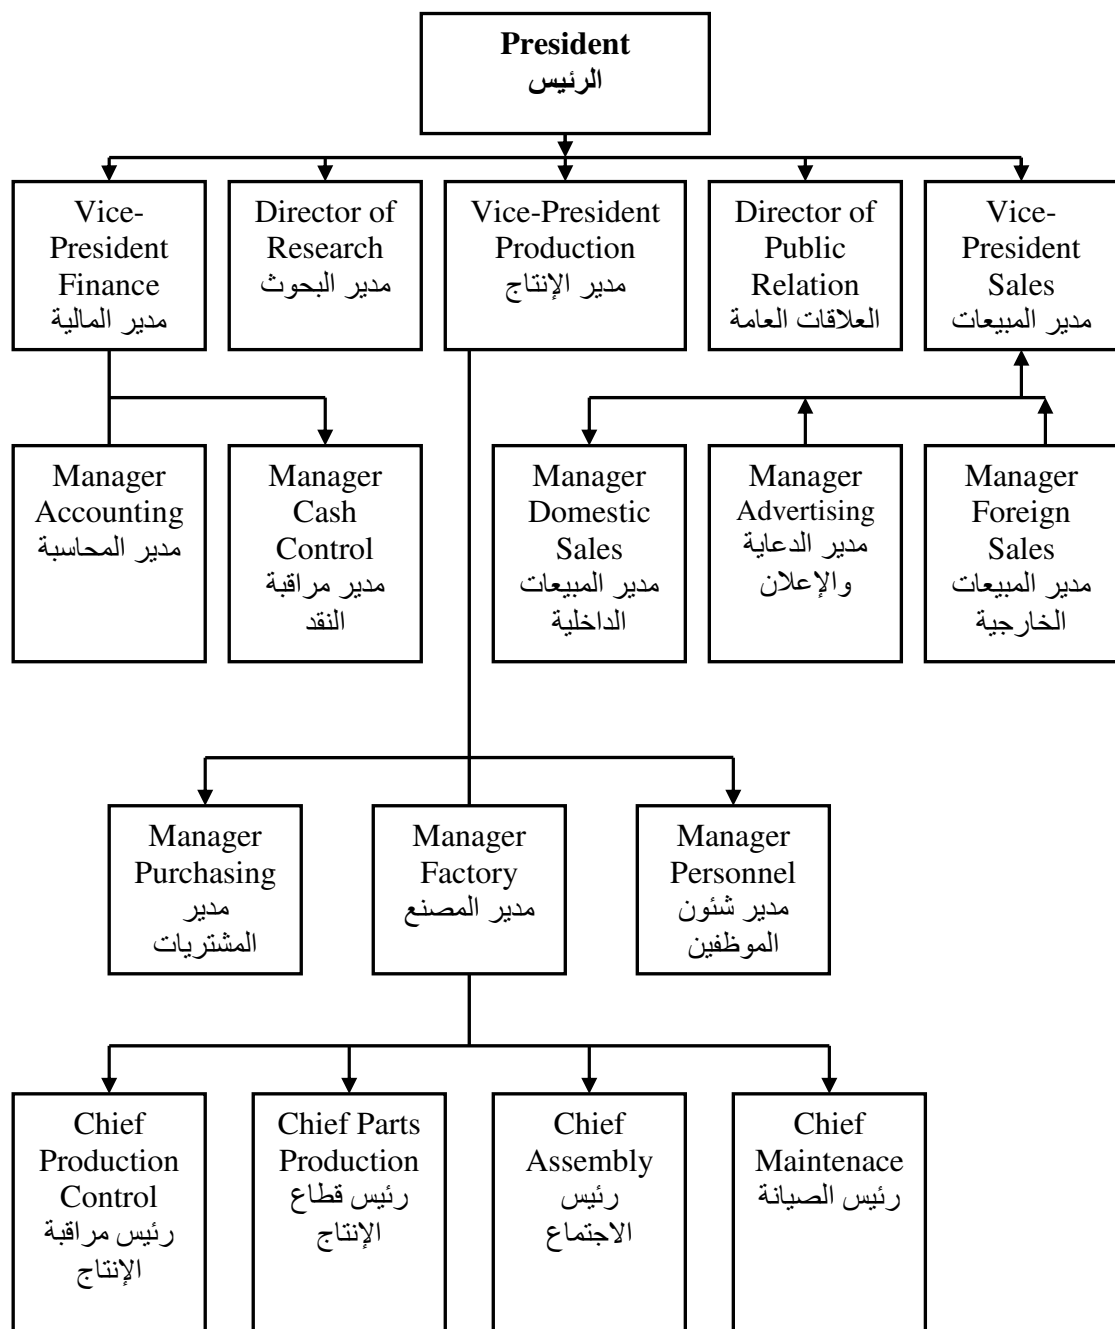 President
الرئيس
Vice-
President
Finance
مدير المالية
Director of
Research
مدير البحوث
Vice-President
Production
مدير الإنتاج
Director of
Public
Relation
العلاقات العامة
Vice-
President
Sales
مدير المبيعات
Manager
Accounting
مدير المحاسبة
Manager
Cash
Control
مدير مراقبة
النقد
Manager
Domestic
Sales
مدير المبيعات
الداخلية
Manager
Advertising
مدير الدعاية
والإعلان
Manager
Foreign
Sales
مدير المبيعات
الخارجية
Manager
Purchasing
مدير
المشتريات
Manager
Factory
مدير المصنع
Manager
Personnel
مدير شئون
الموظفين
Chief
Production
Control
رئيس مراقبة
الإنتاج
Chief Parts
Production
رئيس قطاع
الإنتاج
Chief
Assembly
رئيس
الاجتماع
Chief
Maintenace
رئيس الصيانة